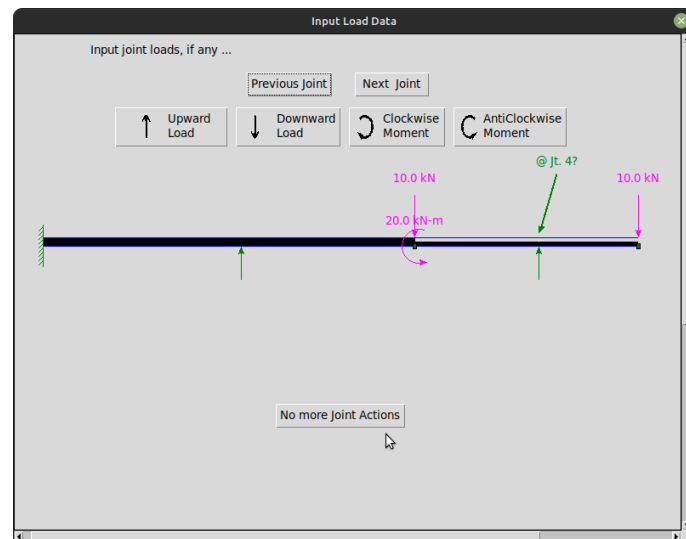 Input Load Data
Input joint loads, if any ...
Previous Joint
Next Joint
Upward
Load
Downward
Load
Clockwise
Moment
AntiClockwise
Moment
@ Jt. 4?
10.0 kN
10.0 kN
20.0 kN-m
No more Joint Actions